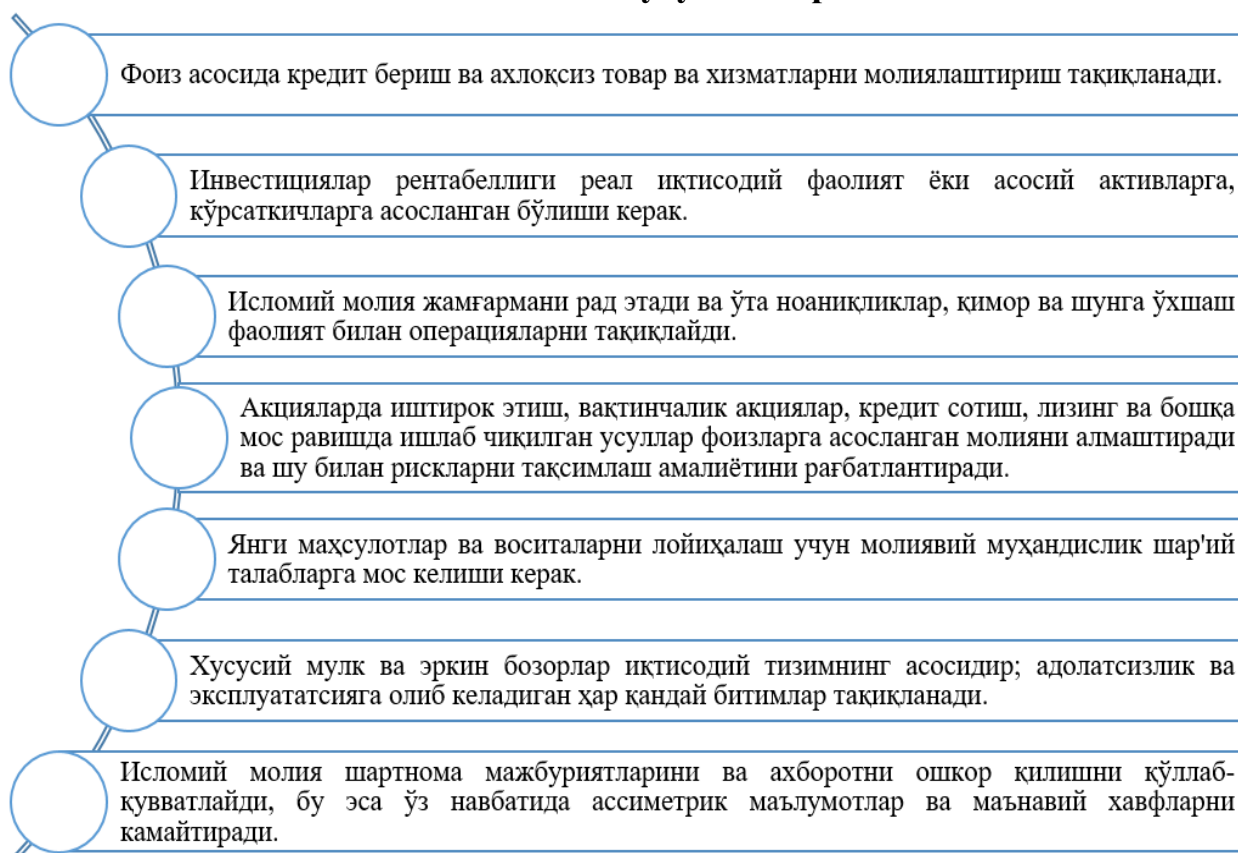 Фоиз асосида кредит бериш ва ахлоқсиз товар ва хизматларни молиялаштириш тақиқланади.
Инвестициялар рентабеллиги реал иқтисодий фаолият ёки асосий активларга,
кўрсаткичларга асосланган бўлиши керак.
Исломий молия жамғармани рад этади ва ўта ноаниқликлар, қимор ва шунга ўхшаш
фаолият билан операцияларни тақиқлайди.
Акцияларда иштирок этиш, вақтинчалик акциялар, кредит сотиш, лизинг ва бошқа
мос равишда ишлаб чиқилган усуллар фоизларга асосланган молияни алмаштиради
ва шу билан рискларни тақсимлаш амалиётини рағбатлантиради.
Янги маҳсулотлар ва воситаларни лойиҳалаш учун молиявий муҳандислик шар'ий
талабларга мос келиши керак.
Хусусий мулк ва эркин бозорлар иқтисодий тизимнинг асосидир; адолатсизлик ва
эксплуататсияга олиб келадиган ҳар қандай битимлар тақиқланади.
Исломий молия шартнома мажбуриятларини ва ахборотни ошкор қилишни қўллаб-
қувватлайди, бу эса ўз навбатида ассиметрик маълумотлар ва маънавий хавфларни
камайтиради.